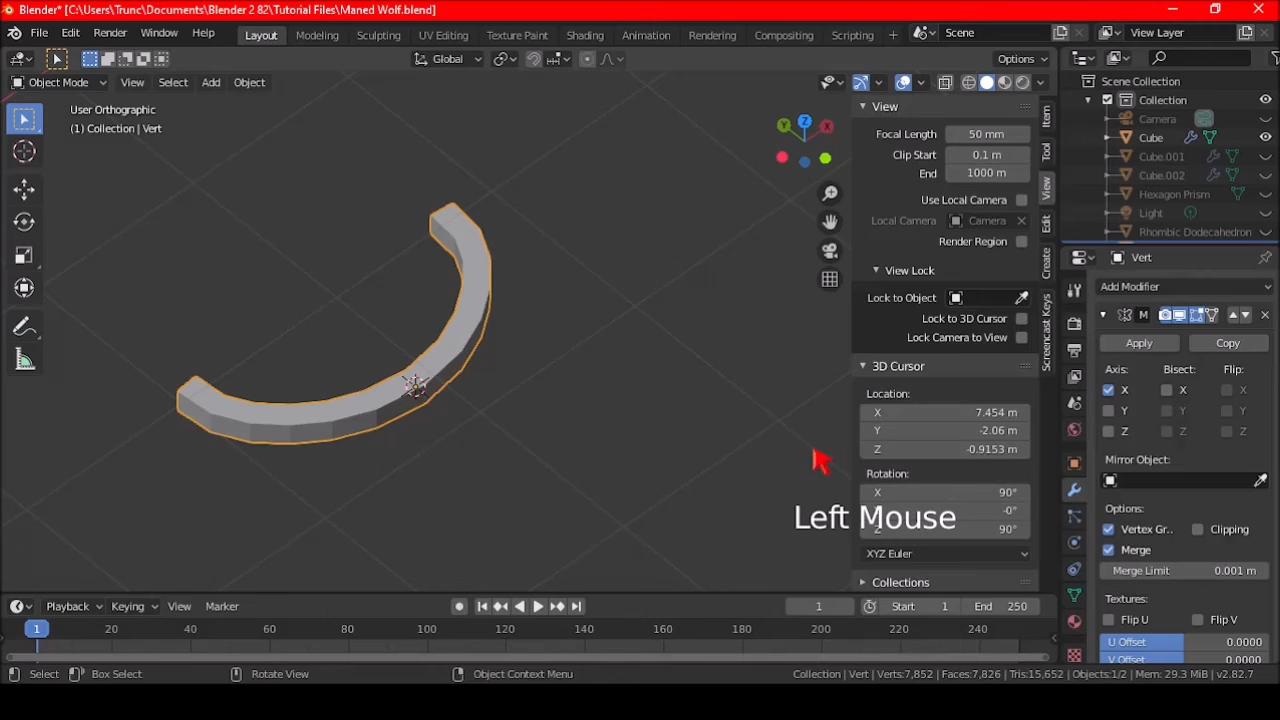 Blender* [C:\Users\Trunc\Documents\Blender 2 82\Tutorial Files\Maned Wolf.blend]
File Edit Render Window Help Layout Modeling Sculpting UV Editing Texture Paint Shading Animation Rendering Compositing Scripting + Scene View Layer
Global Options
Object Mode View Select Add Object
User Orthographic
(1) Collection | Vert
Z
Y
X
View
Focal Length 50 mm
Clip Start 0.1 m
End 1000 m
Use Local Camera
Local Camera Camera
Render Region
View Lock
Lock to Object
Lock to 3D Cursor
Lock Camera to View
3D Cursor
Location:
X 7.454 m
Y -2.06 m
Z -0.9153 m
Rotation:
X 90°
-0°
Z 90°
XYZ Euler
Collections
Item
Tool
View
Edit
Create
Screencast Keys
Left Mouse
Scene Collection
Collection
Camera
Cube
Cube.001
Cube.002
Hexagon Prism
Light
Rhombic Dodecahedron
Vert
Add Modifier
M
Apply Copy
Axis: Bisect: Flip:
X X X
Y Y Y
Z Z Z
Mirror Object:
Options:
Vertex Gr.. Clipping
Merge
Merge Limit 0.001 m
Textures:
Flip U Flip V
U Offset 0.0000
V Offset 0.0000
Playback Keying View Marker 1 Start 1 End 250
1 20 40 60 80 100 120 140 160 180 200 220 240
Select Box Select Rotate View Object Context Menu Collection | Vert | Verts:7,852 | Faces:7,826 | Tris:15,652 | Objects:1/2 | Mem: 29.3 MiB | v2.82.7